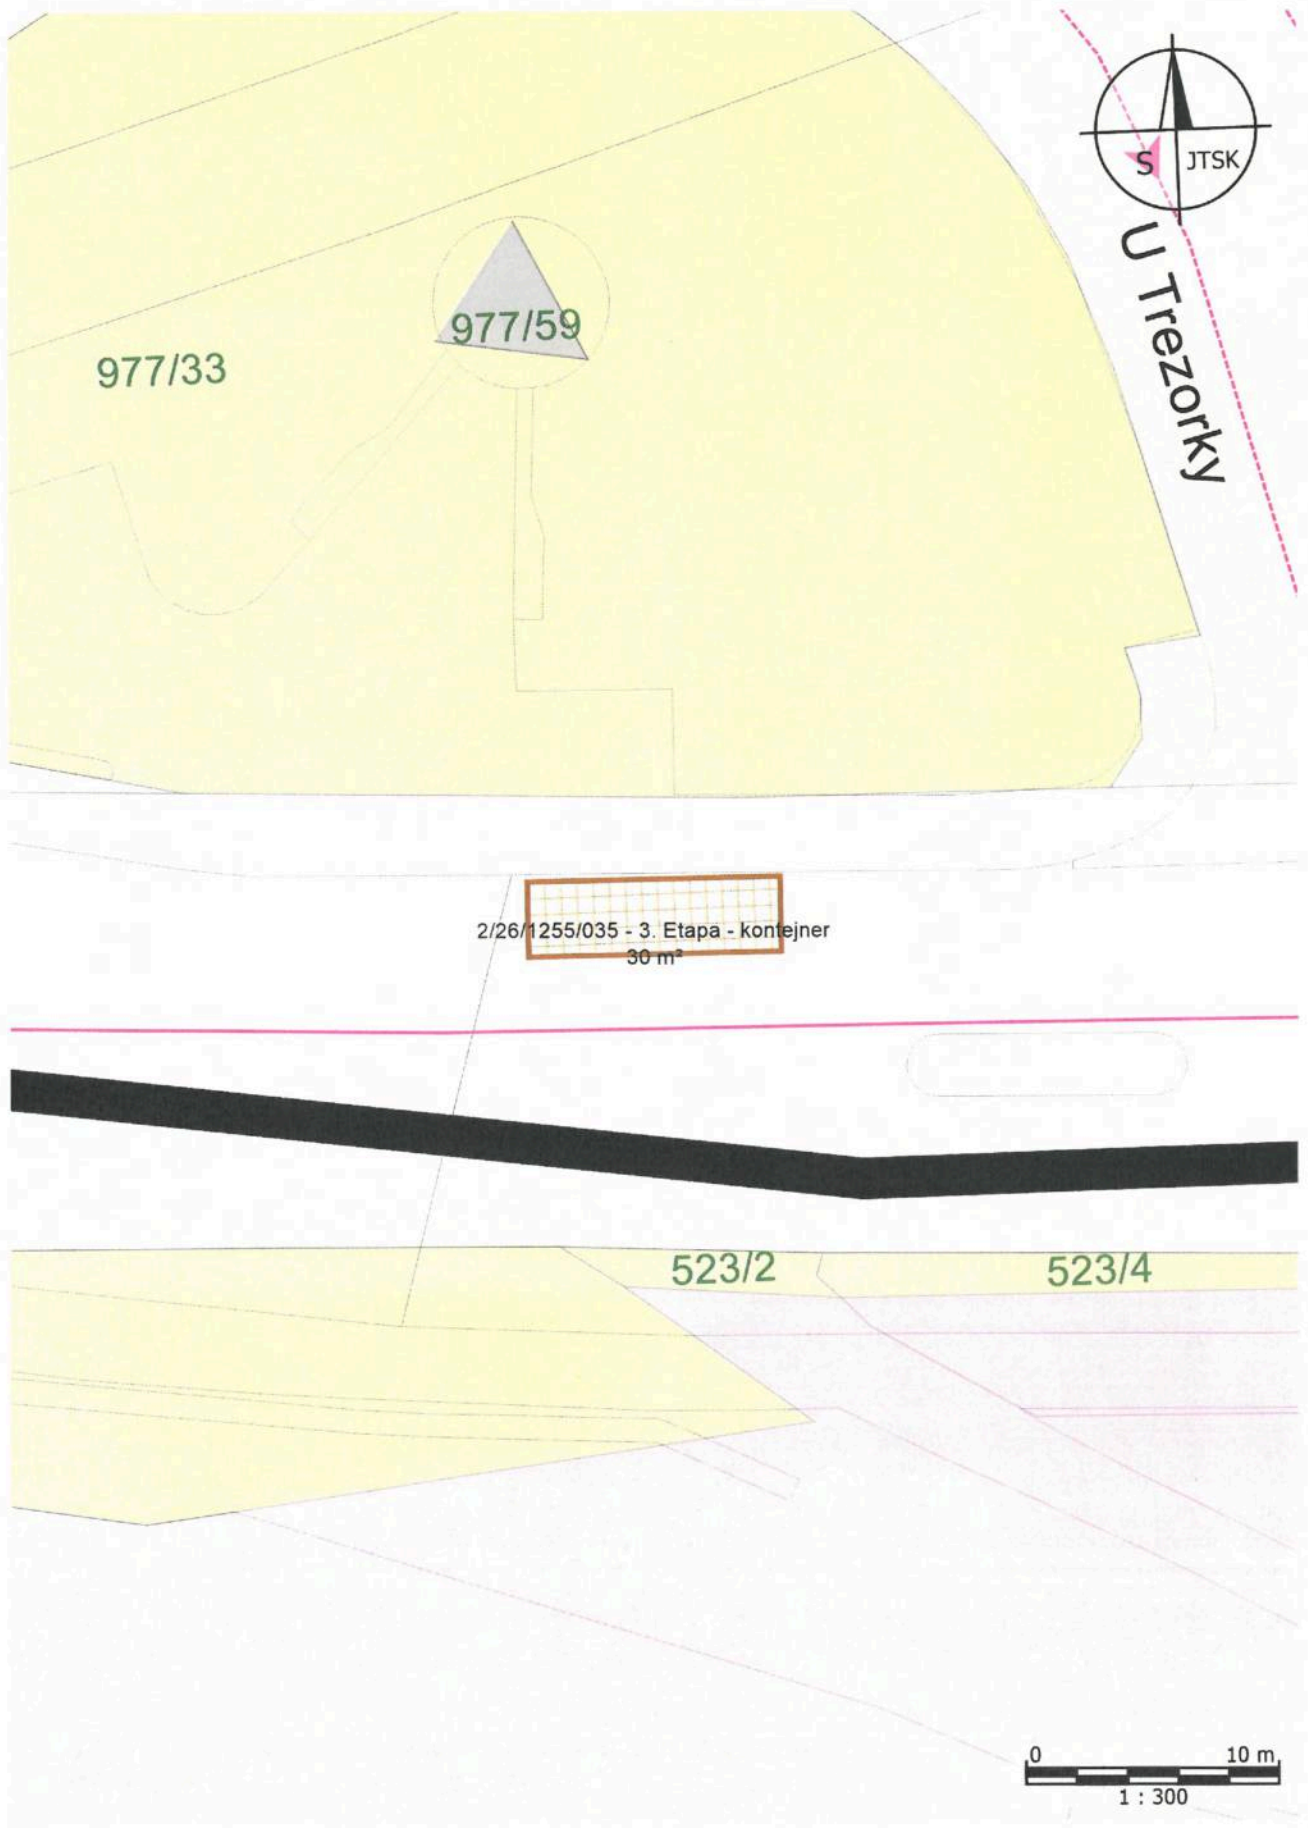 S JTSK
U Trezorky
977/59
977/33
2/26/1255/035 - 3. Etapa - kontejner
30 m²
523/2
523/4
0 10 m
1 : 300